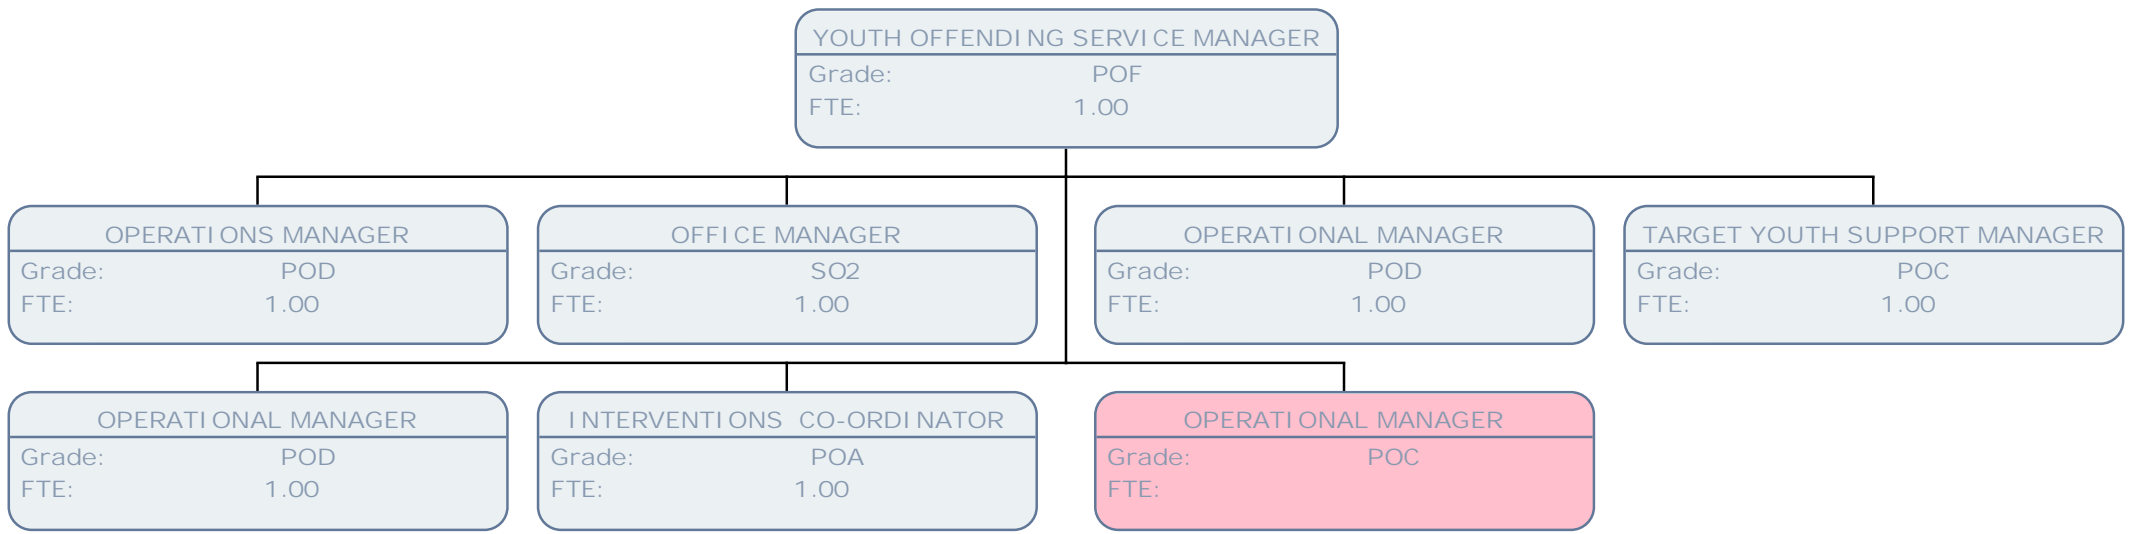 YOUTH OFFENDING SERVICE MANAGER
Grade: POF
FTE: 1.00
OPERATIONS MANAGER
Grade: POD
FTE: 1.00
OFFICE MANAGER
Grade: SO2
FTE: 1.00
OPERATIONAL MANAGER
Grade: POD
FTE: 1.00
TARGET YOUTH SUPPORT MANAGER
Grade: POC
FTE: 1.00
OPERATIONAL MANAGER
Grade: POD
FTE: 1.00
INTERVENTIONS CO-ORDINATOR
Grade: POA
FTE: 1.00
OPERATIONAL MANAGER
Grade: POC
FTE: